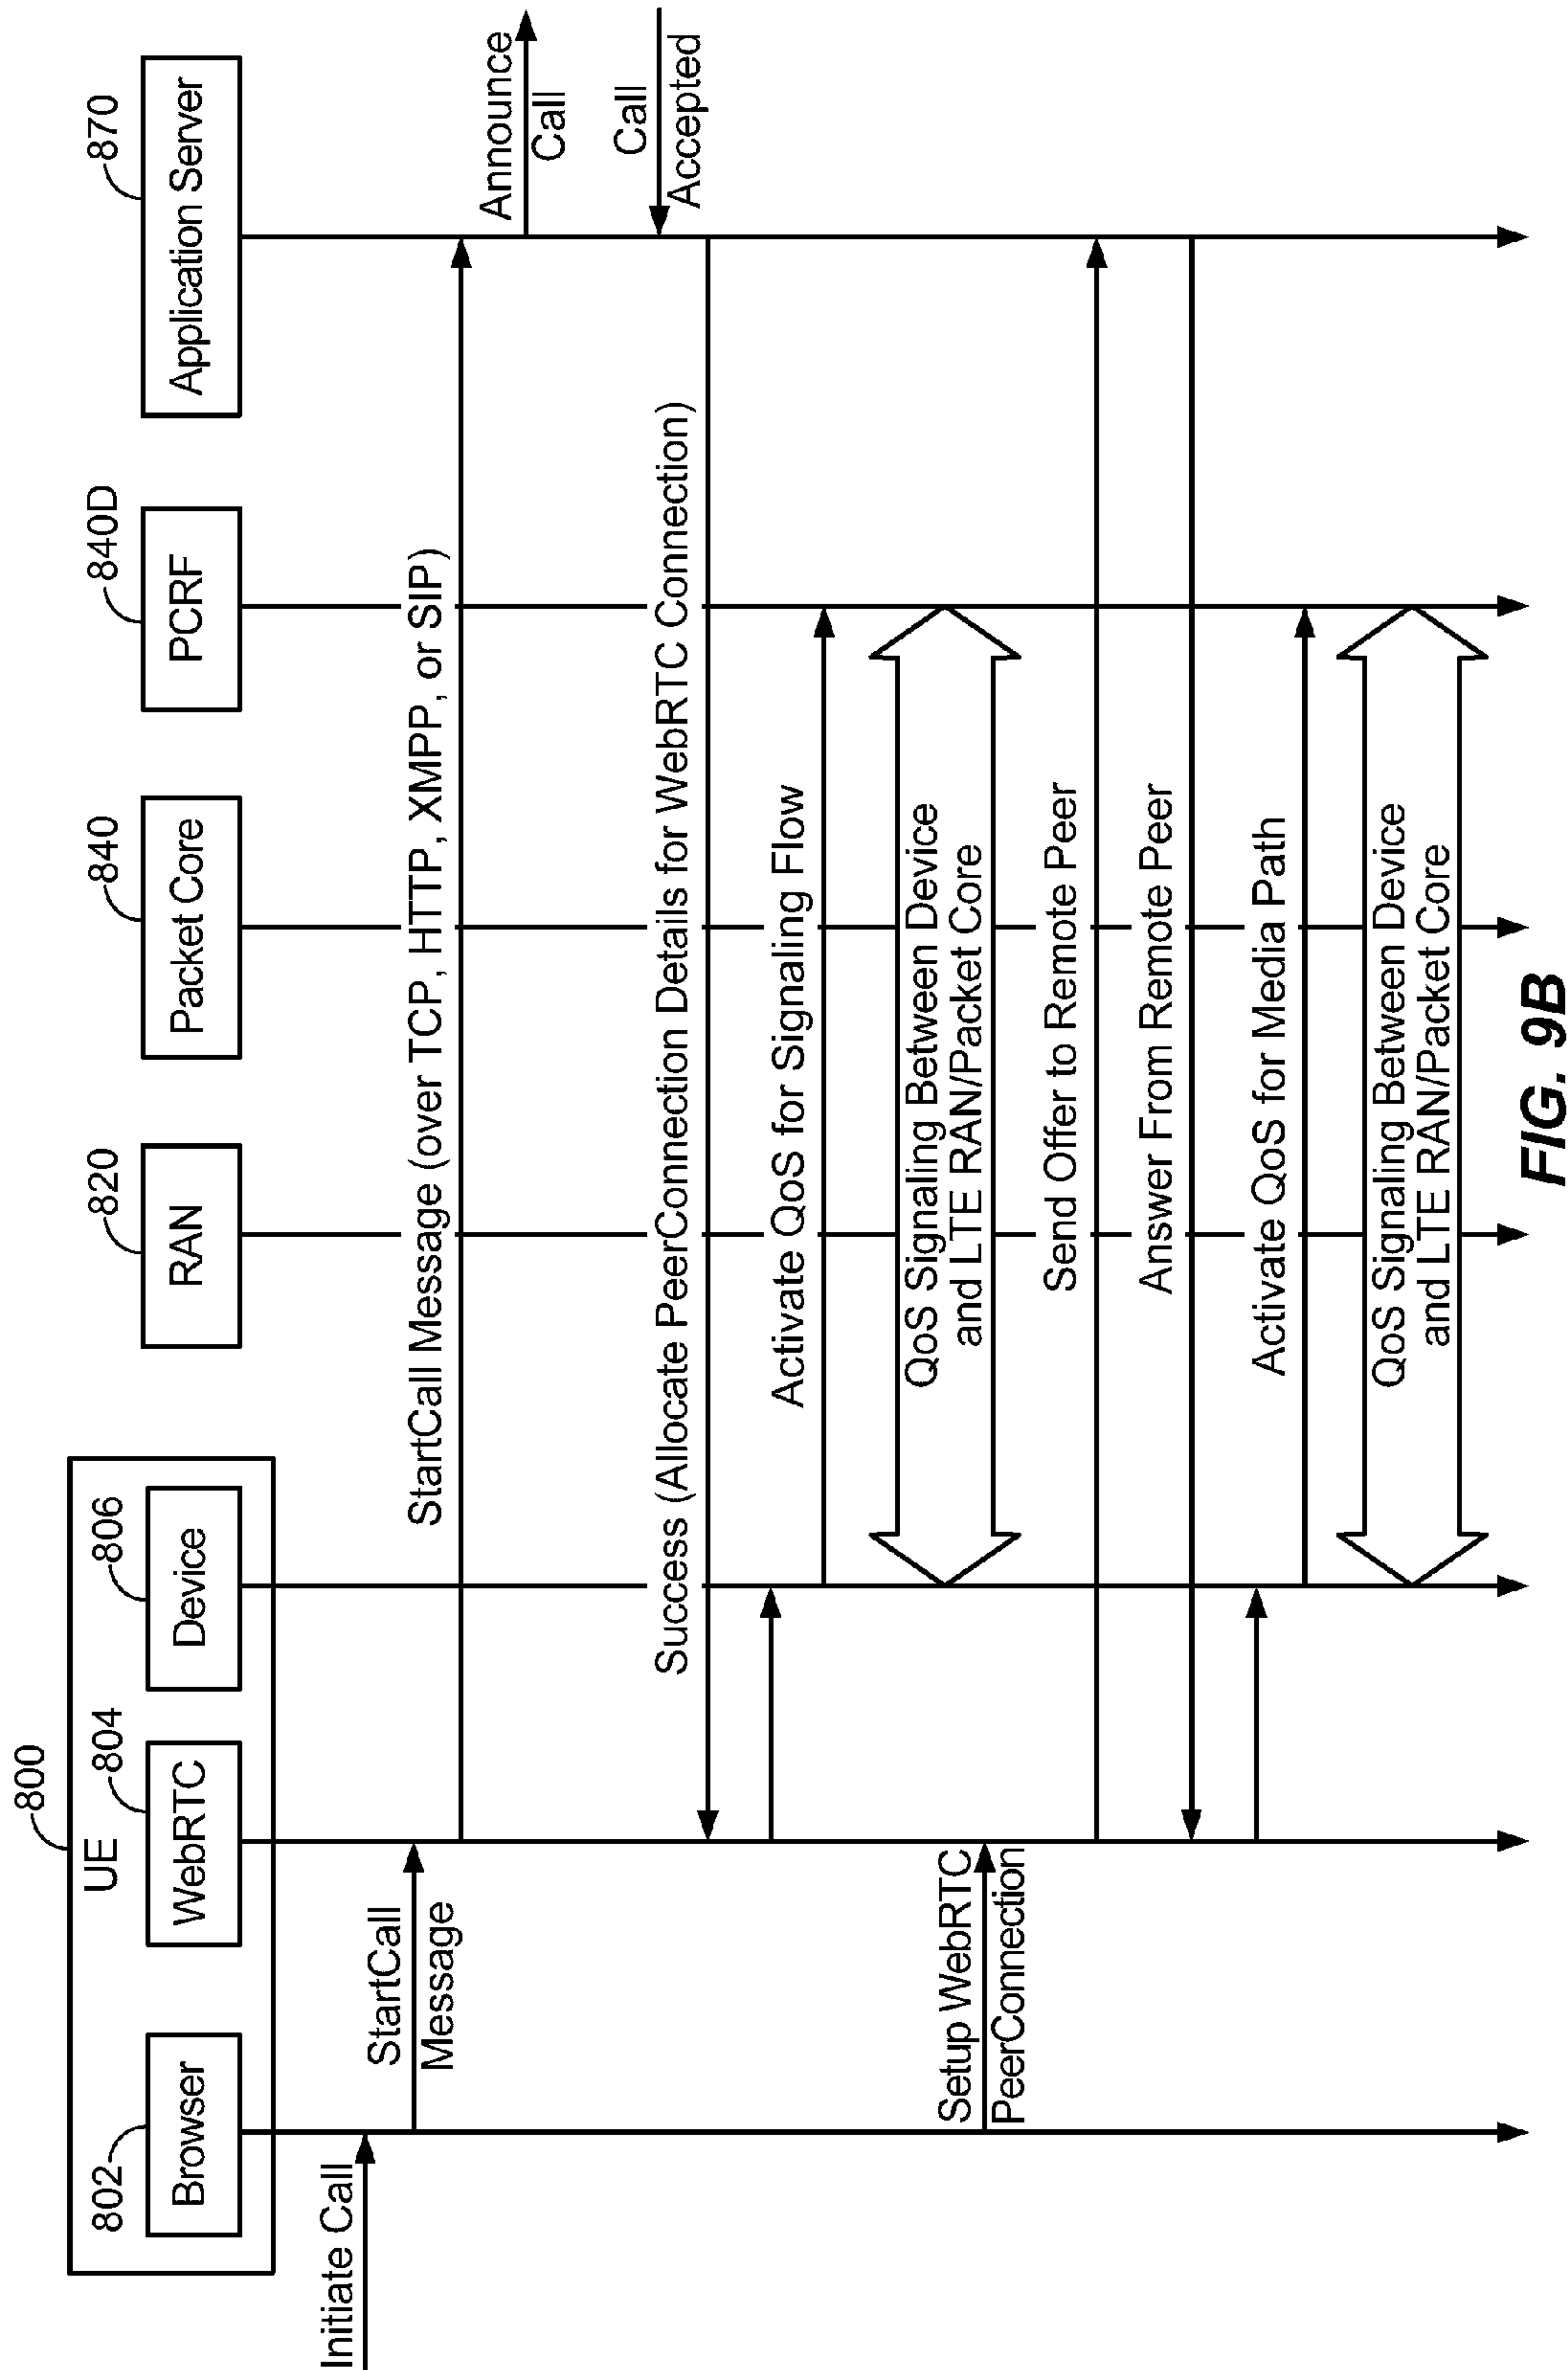 800
UE
802
804
806
820
840
840D
870
Browser
WebRTC
Device
RAN
Packet Core
PCRF
Application Server
Initiate Call
StartCall
Message
StartCall Message (over TCP, HTTP, XMPP, or SIP)
Announce
Call
Call
Accepted
Success (Allocate PeerConnection Details for WebRTC Connection)
Activate QoS for Signaling Flow
QoS Signaling Between Device
and LTE RAN/Packet Core
Setup WebRTC
PeerConnection
Send Offer to Remote Peer
Answer From Remote Peer
Activate QoS for Media Path
QoS Signaling Between Device
and LTE RAN/Packet Core
FIG. 9B